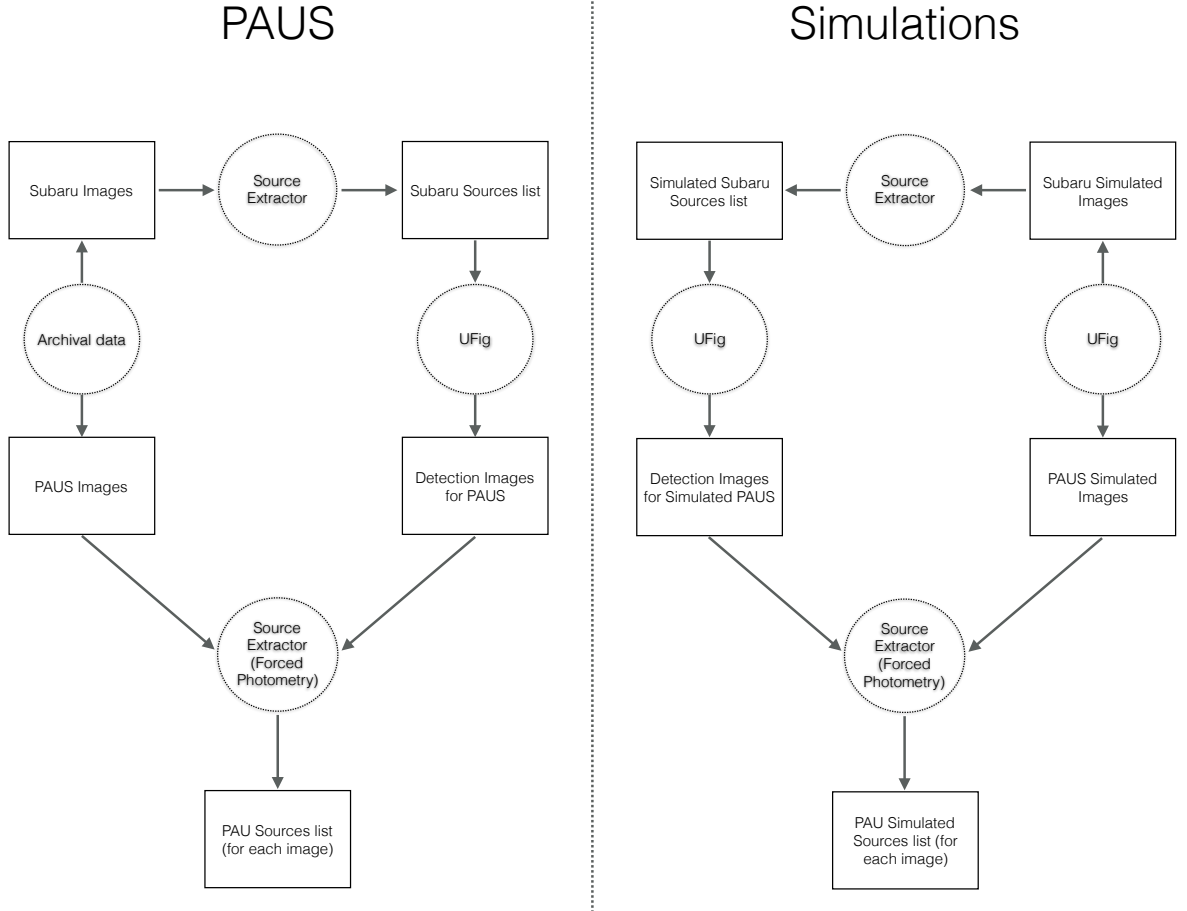 PAUS
Subaru Images
Source
Extractor
Subaru Sources list
Archival data
UFig
PAUS Images
Detection Images
for PAUS
Source
Extractor
(Forced
Photometry)
PAU Sources list
(for each image)
Simulations
Simulated Subaru
Sources list
Source
Extractor
Subaru Simulated
Images
UFig
UFig
Detection Images
for Simulated PAUS
PAUS Simulated
Images
Source
Extractor
(Forced
Photometry)
PAU Simulated
Sources list (for
each image)